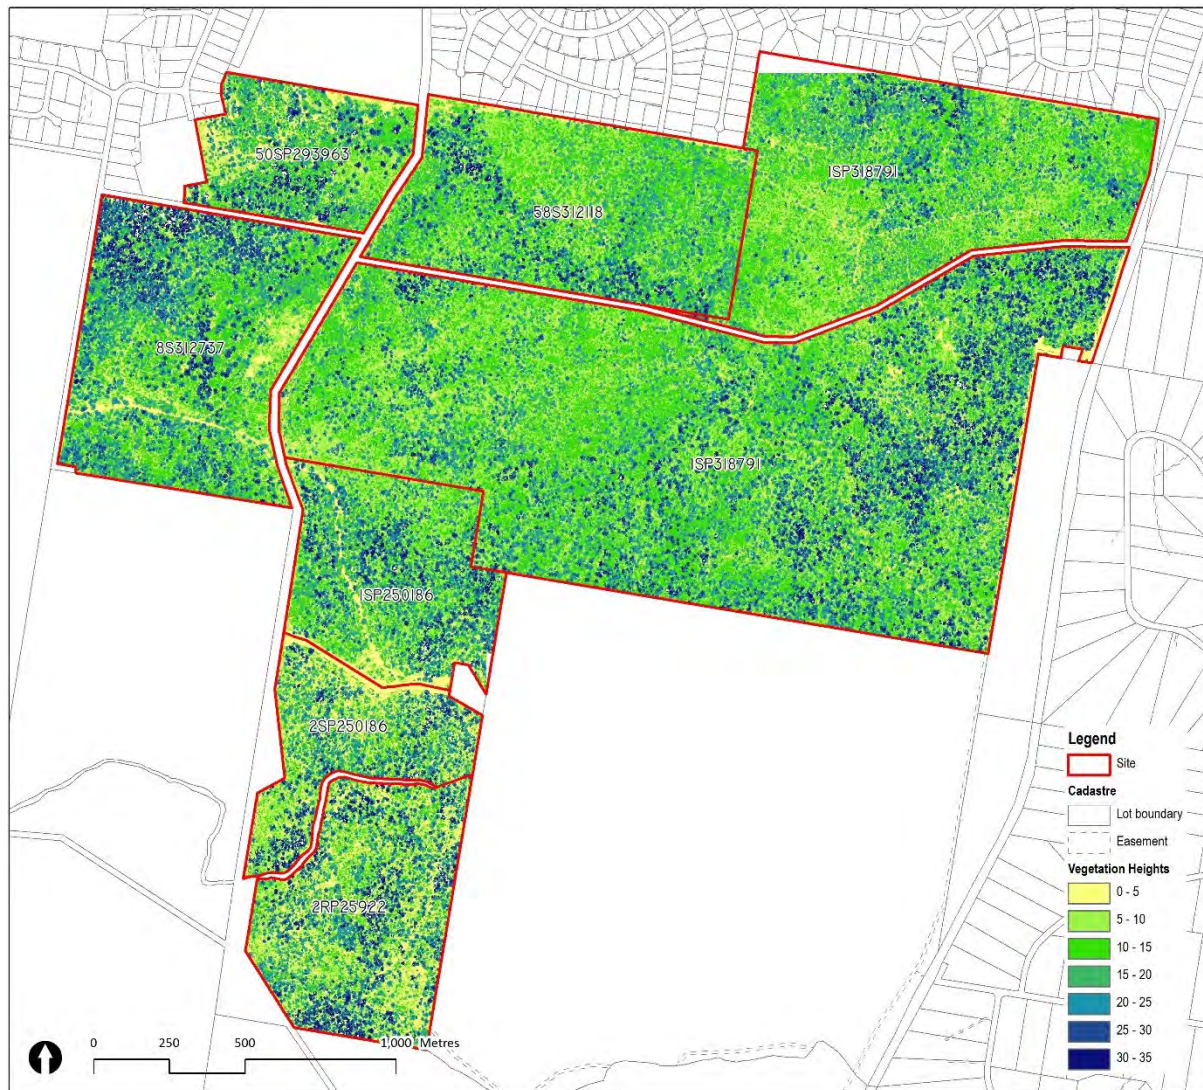 50SP293963
1SP318791
58S312118
8S312737
1SP318791
1SP250186
2SP250186
2RP25922
Legend
Site
Cadastre
Lot boundary
Easement
Vegetation Heights
0 - 5
5 - 10
10 - 15
15 - 20
20 - 25
25 - 30
30 - 35
0 250 500 1,000 Metres